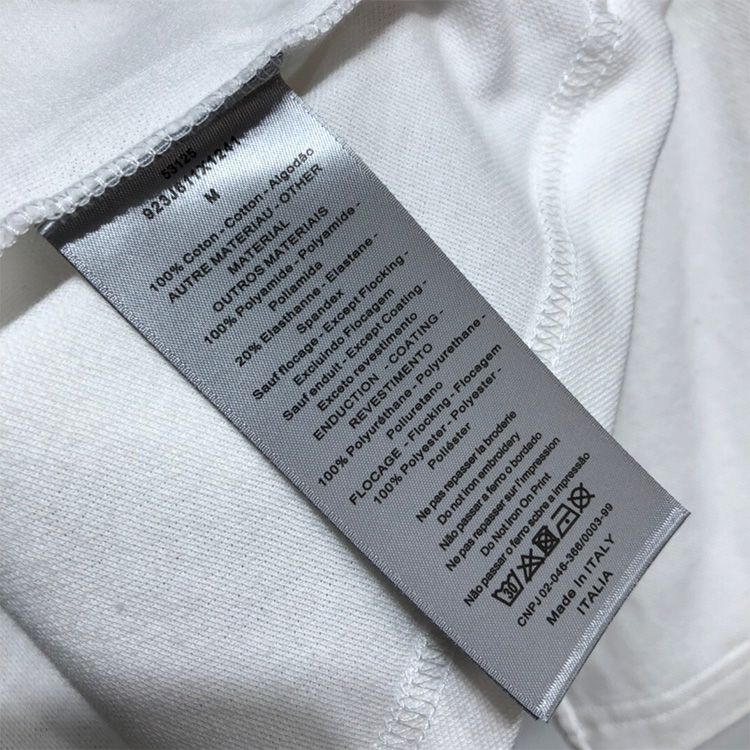 53125
923J611X1241
M
100% Coton - Cotton - Algodão
AUTRE MATERIAU - OTHER
MATERIAL
OUTROS MATERIAIS
100% Polyamide - Polyamide -
Poliamida
20% Elasthanne - Elastane -
Spandex
Sauf flocage - Except Flocking -
Excluindo Flocagem
Sauf enduit - Except Coating -
Exceto revestimento
ENDUCTION - COATING -
REVESTIMENTO
100% Polyuréthane - Polyurethane -
Poliuretano
FLOCAGE - Flocking - Flocagem
100% Polyester - Polyester -
Poliéster
Ne pas repasser la broderie
Do not iron embroidery
Não passar a ferro o bordado
Ne pas repasser sur l'impression
Do Not Iron On Print
Não passar o ferro sobre a impressão
30
CNPJ 02-046-366/0003-99
Made in ITALY
ITALIA